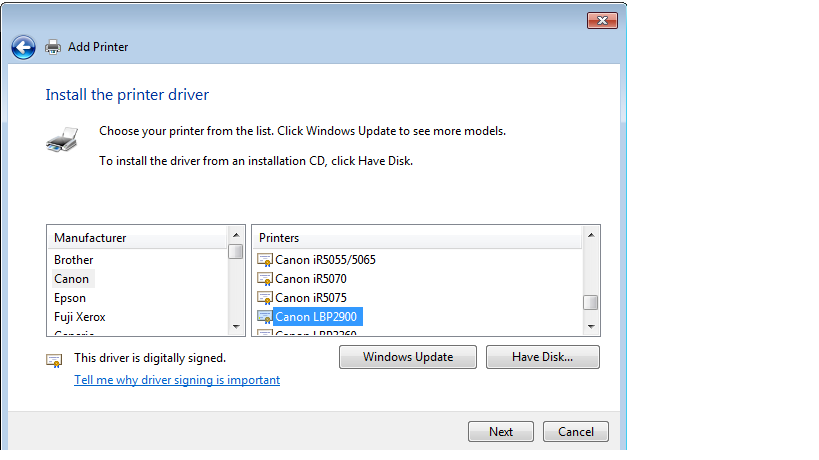 Add Printer
Install the printer driver
Choose your printer from the list. Click Windows Update to see more models.
To install the driver from an installation CD, click Have Disk.
Manufacturer
Brother
Canon
Epson
Fuji Xerox
Generic
Printers
Canon iR5055/5065
Canon iR5070
Canon iR5075
Canon LBP2900
Canon
This driver is digitally signed.
Tell me why driver signing is important
Windows Update
Have Disk...
Next
Cancel